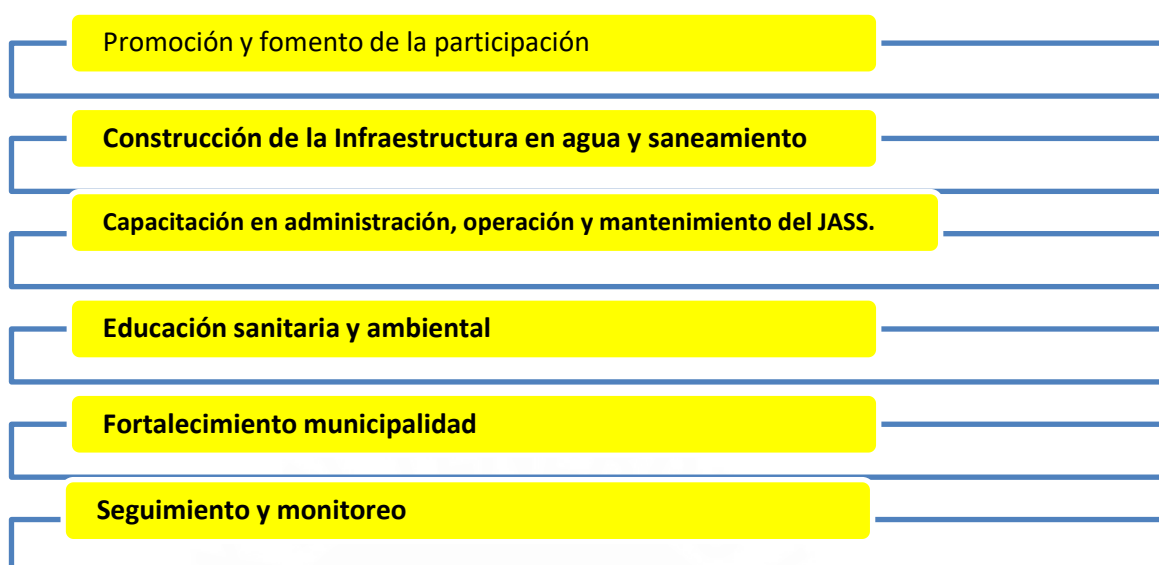 Promoción y fomento de la participación
Construcción de la Infraestructura en agua y saneamiento
Capacitación en administración, operación y mantenimiento del JASS.
Educación sanitaria y ambiental
Fortalecimiento municipalidad
Seguimiento y monitoreo